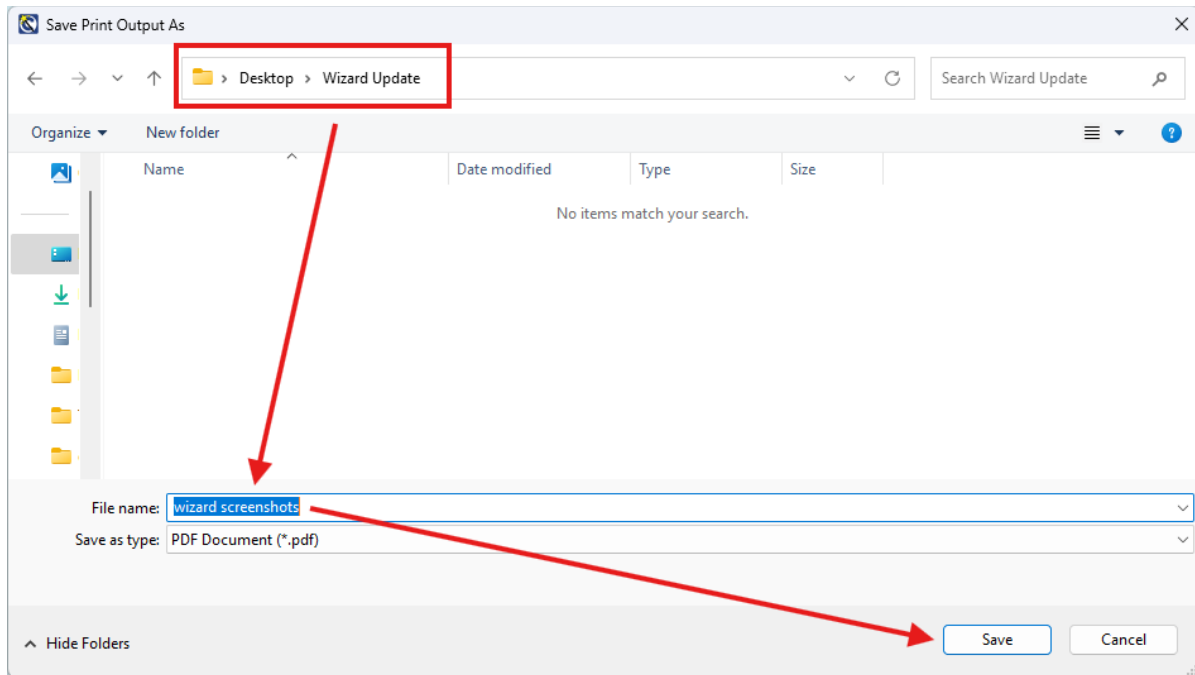 Save Print Output As
Desktop > Wizard Update
Search Wizard Update
Organize
New folder
Name
Date modified
Type
Size
No items match your search.
File name: wizard screenshots
Save as type: PDF Document (*.pdf)
Hide Folders
Save
Cancel